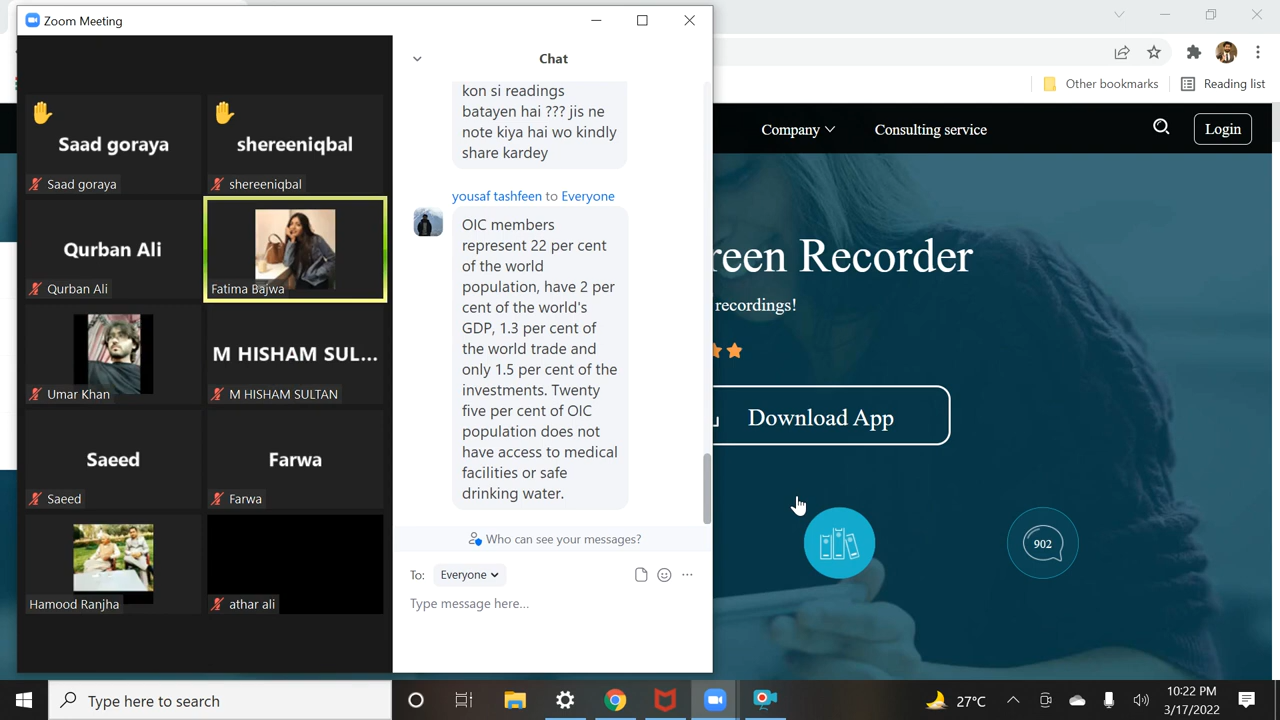 Zoom Meeting
Chat
Saad goraya
Saad goraya
shereeniqbal
shereeniqbal
Qurban Ali
Qurban Ali
Fatima Bajwa
Umar Khan
M HISHAM SUL...
M HISHAM SULTAN
Saeed
Saeed
Farwa
Farwa
Hamood Ranjha
athar ali
kon si readings
batayen hai ??? jis ne
note kiya hai wo kindly
share kardey
yousaf tashfeen to Everyone
OIC members
represent 22 per cent
of the world
population, have 2 per
cent of the world's
GDP, 1.3 per cent of
the world trade and
only 1.5 per cent of the
investments. Twenty
five per cent of OIC
population does not
have access to medical
facilities or safe
drinking water.
Who can see your messages?
To: Everyone
Type message here...
Other bookmarks
Reading list
Company
Consulting service
Login
reen Recorder
recordings!
Download App
902
Type here to search
27°C
10:22 PM
3/17/2022